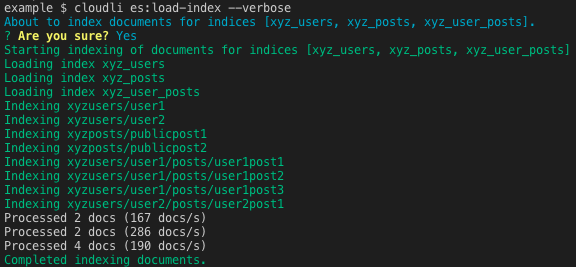 example $ cloudli es:load-index --verbose
About to index documents for indices [xyz_users, xyz_posts, xyz_user_posts].
? Are you sure? Yes
Starting indexing of documents for indices [xyz_users, xyz_posts, xyz_user_posts]
Loading index xyz_users
Loading index xyz_posts
Loading index xyz_user_posts
Indexing xyzusers/user1
Indexing xyzusers/user2
Indexing xyzposts/publicpost1
Indexing xyzposts/publicpost2
Indexing xyzusers/user1/posts/user1post1
Indexing xyzusers/user1/posts/user1post2
Indexing xyzusers/user1/posts/user1post3
Indexing xyzusers/user2/posts/user2post1
Processed 2 docs (167 docs/s)
Processed 2 docs (286 docs/s)
Processed 4 docs (190 docs/s)
Completed indexing documents.